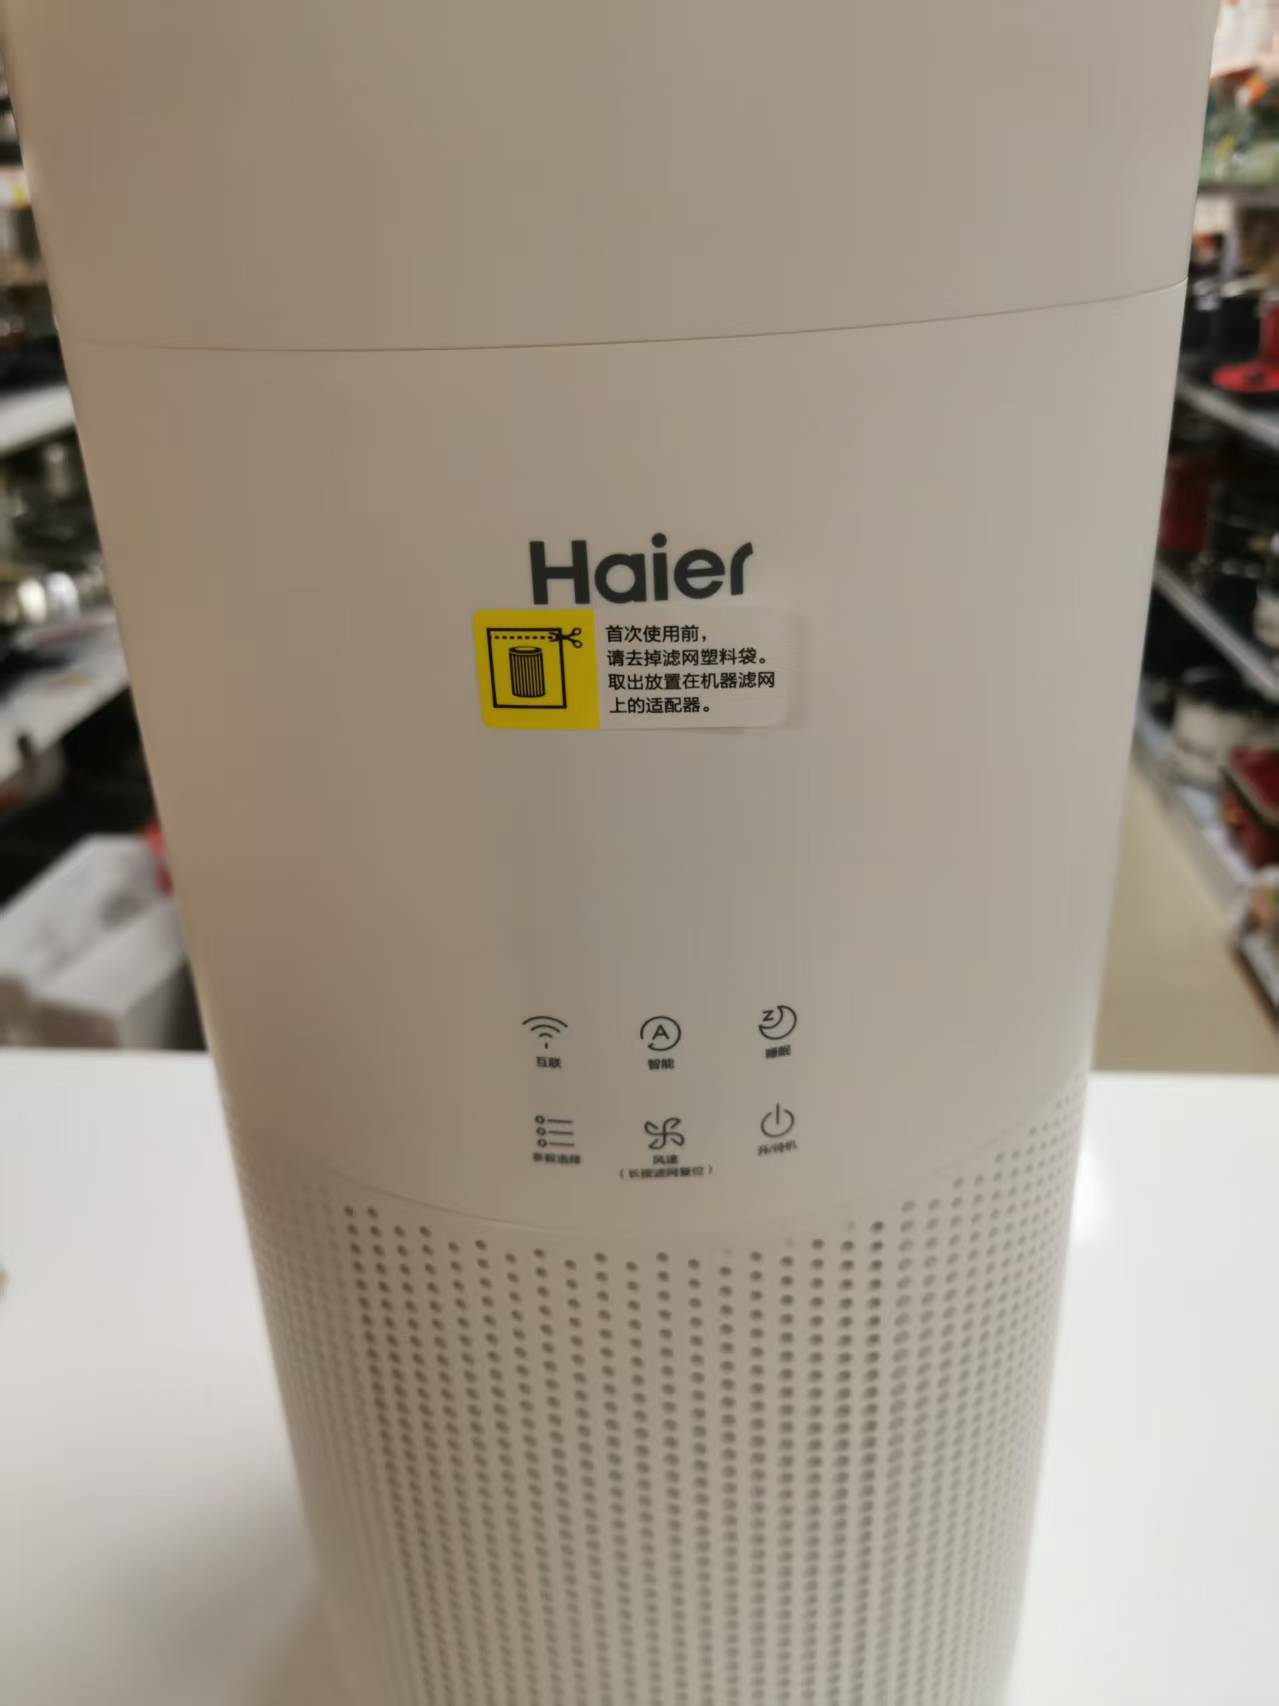 Haier
首次使用前，
请去掉滤网塑料袋。
取出放置在机器滤网
上的适配器。
互联
智能
睡眠
参数选择
风速
（长按滤网复位）
开/待机